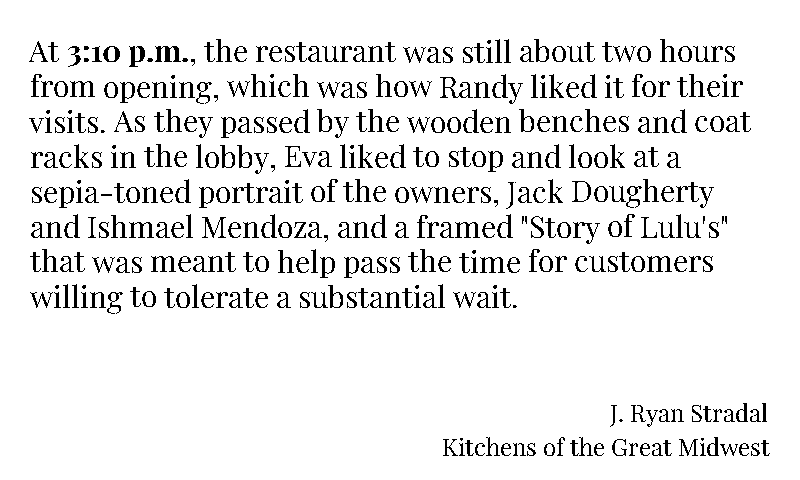 At 3:10 p.m., the restaurant was still about two hours
from opening, which was how Randy liked it for their
visits. As they passed by the wooden benches and coat
racks in the lobby, Eva liked to stop and look at a
sepia-toned portrait of the owners, Jack Dougherty
and Ishmael Mendoza, and a framed "Story of Lulu's"
that was meant to help pass the time for customers
willing to tolerate a substantial wait.
J. Ryan Stradal
Kitchens of the Great Midwest